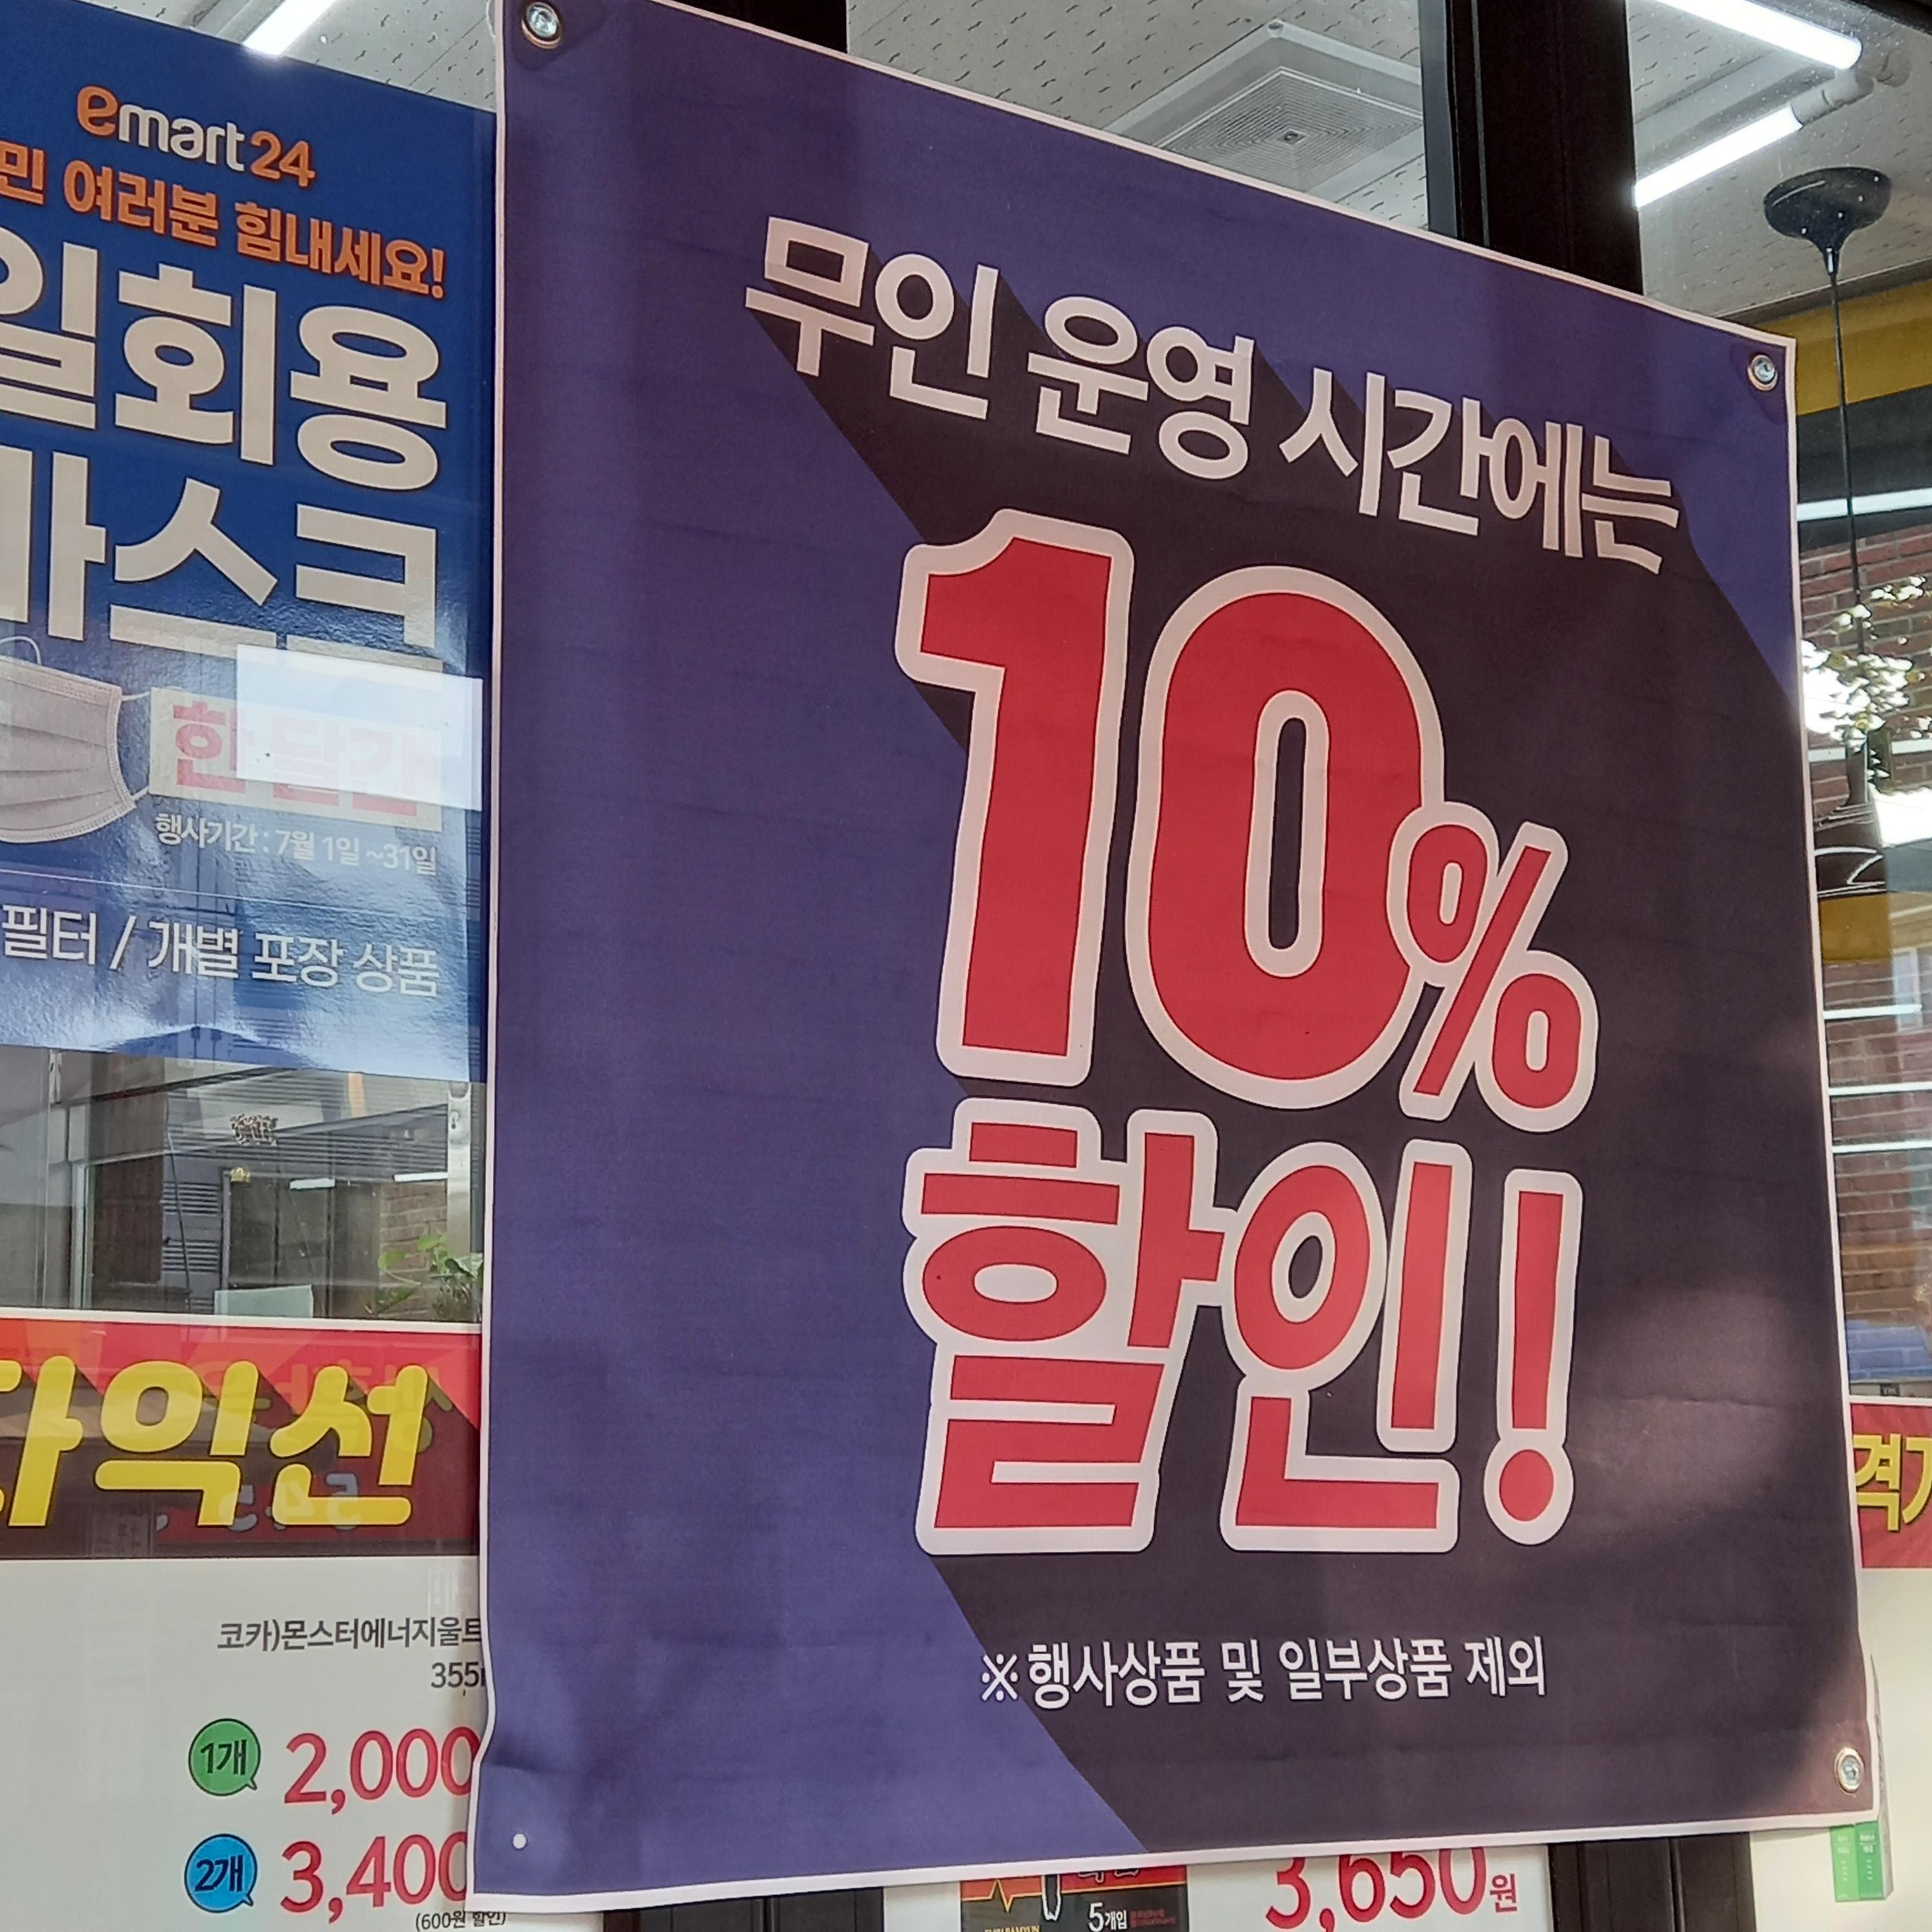 emart24
민 여러분 힘내세요!
일회용
마스크
한 달간
행사기간 : 7월 1일 ~31일
필터 / 개별 포장 상품
무인 운영 시간에는
10%
할인!
※행사상품 및 일부상품 제외
다익선
코카)몬스터에너지울트
355
1개 2,000
2개 3,400
(600원 할인)
5개입
3,650원